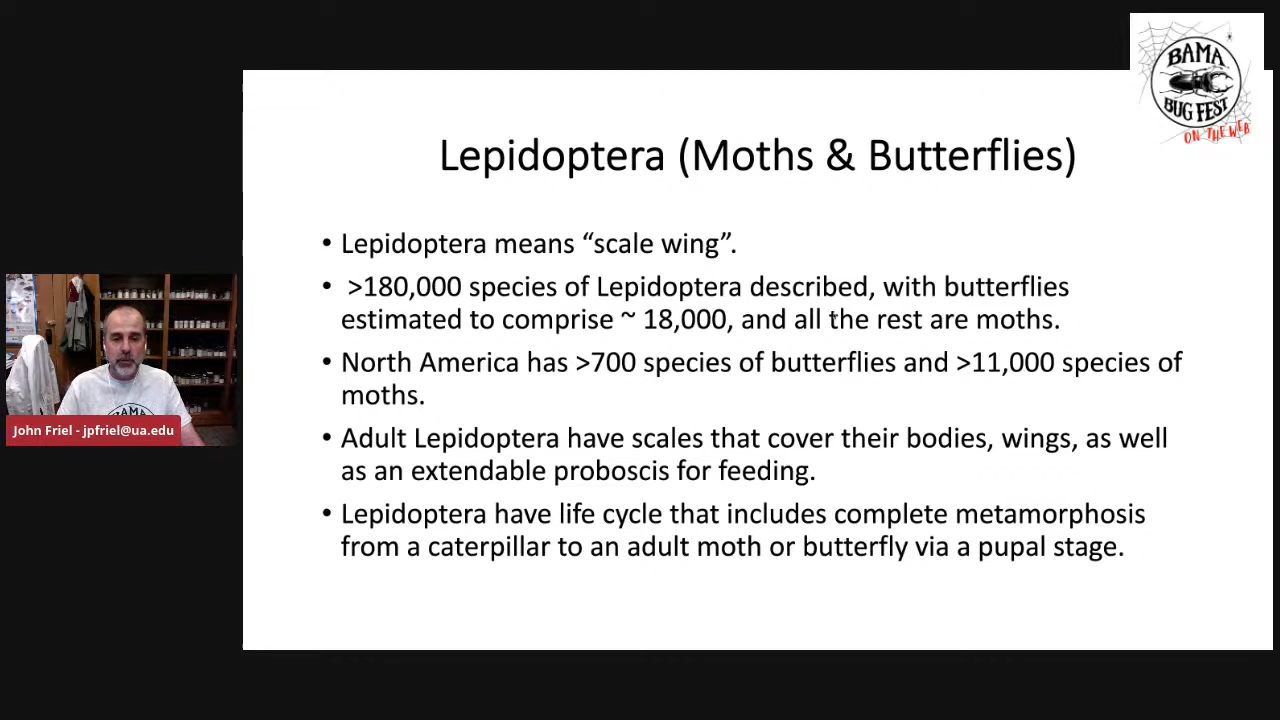 BAMA
BUG FEST
ON THE WEB
Lepidoptera (Moths & Butterflies)
• Lepidoptera means “scale wing”.
• >180,000 species of Lepidoptera described, with butterflies
estimated to comprise ~ 18,000, and all the rest are moths.
• North America has >700 species of butterflies and >11,000 species of
moths.
• Adult Lepidoptera have scales that cover their bodies, wings, as well
as an extendable proboscis for feeding.
• Lepidoptera have life cycle that includes complete metamorphosis
from a caterpillar to an adult moth or butterfly via a pupal stage.
BAMA
John Friel - jpfriel@ua.edu